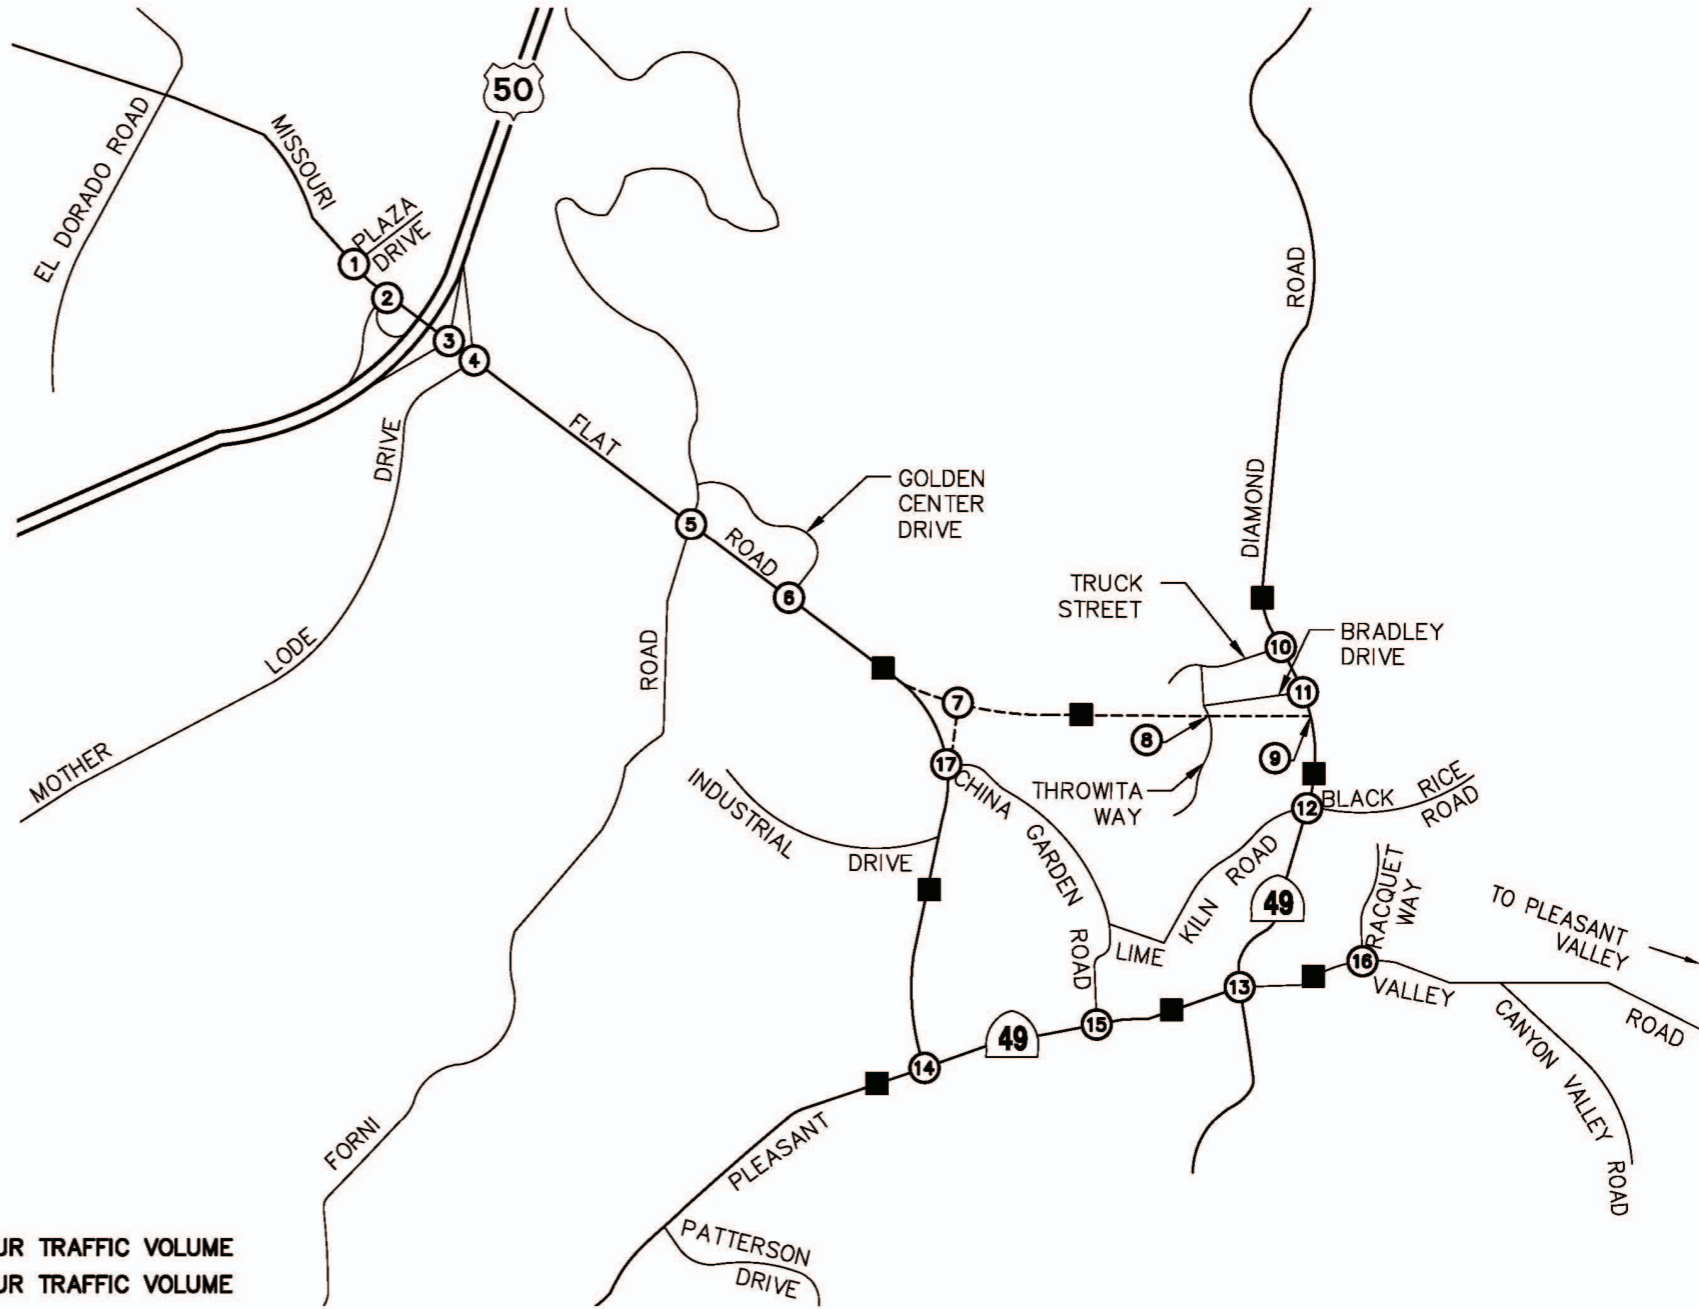 50
MISSOURI
EL DORADO ROAD
PLAZA
DRIVE
1
2
3
4
FLAT
DRIVE
LODE
MOTHER
5
ROAD
6
GOLDEN
CENTER
DRIVE
ROAD
DIAMOND
TRUCK
STREET
10
BRADLEY
DRIVE
11
7
8
9
THROWITA
WAY
17
CHINA
GARDEN
ROAD
INDUSTRIAL
DRIVE
12
BLACK
RICE
ROAD
LIME
KILN
ROAD
49
RACQUET
WAY
TO PLEASANT
VALLEY
16
VALLEY
ROAD
CANYON VALLEY ROAD
13
15
49
14
PLEASANT
PATTERSON
DRIVE
ROAD
FORNI
UR TRAFFIC VOLUME
UR TRAFFIC VOLUME